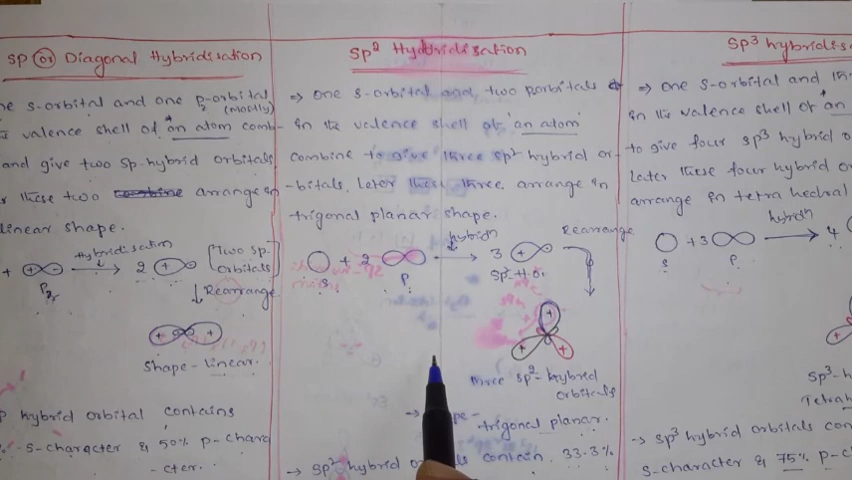 SP (or) Diagonal Hybridisation
ne s-orbital and one p-orbital
Pz (mostly)
valence shell of an atom comb-
and give two sp-hybrid orbitals
these two arrange in
linear shape.
+ Hybridisation 2 [Two sp-
orbitals]
Pz
↓ Rearrange
+ +
Shape - linear.
P hybrid orbital contains
s-character & 50% p-chara
-cter.
SP² Hybridisation
⇒ one s-orbital and two p orbitals
in the valence shell of 'an atom'
combine to give three sp² hybrid or-
-bitals. Later these three arrange in
trigonal planar shape.
hybridn Rearrange
+ 2 → 3
s P SP² H.O.
+ + +
three sp²-hybrid
orbitals
trigonal planar.
→ SP² hybrid orbitals contain 33.3%
SP³ hybridis
⇒ one s-orbital and
in the valence shell of an
to give four sp³ hybrid o
Later these four hybrid or
arrange in tetra hedral
hybridn
+ 3 → 4
s P
SP³-h
Tetrah
→ SP³ hybrid orbitals con
s-character & 75% p-c